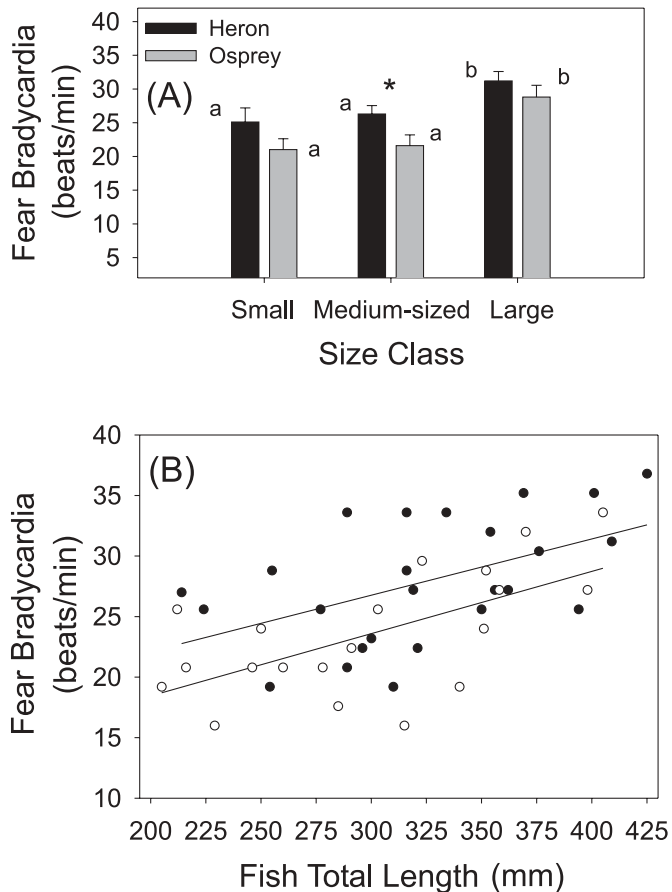 40
Heron
35
Osprey
30
(A)
25
20
15
10
5
a
a
a
*
a
b
b
Fear Bradycardia
(beats/min)
Small Medium-sized Large
Size Class
40
(B)
35
30
25
20
15
10
Fear Bradycardia
(beats/min)
200 225 250 275 300 325 350 375 400 425
Fish Total Length (mm)